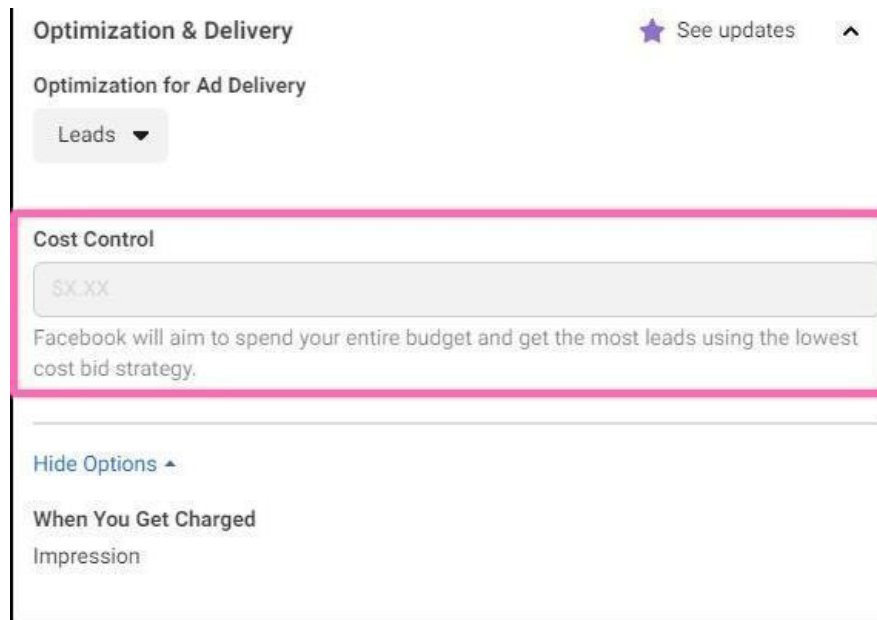 Optimization & Delivery
See updates
Optimization for Ad Delivery
Leads
Cost Control
$X.XX
Facebook will aim to spend your entire budget and get the most leads using the lowest
cost bid strategy.
Hide Options
When You Get Charged
Impression